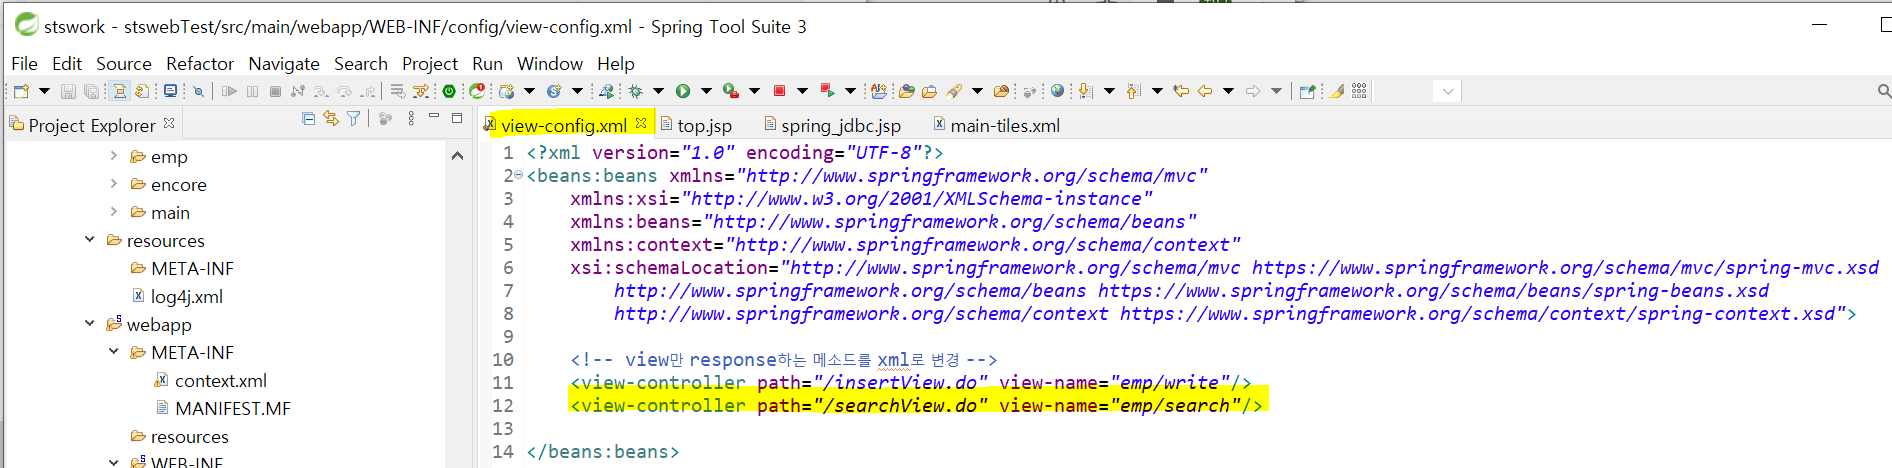 stswork - stswebTest/src/main/webapp/WEB-INF/config/view-config.xml - Spring Tool Suite 3
File Edit Source Refactor Navigate Search Project Run Window Help
Project Explorer
emp
encore
main
resources
META-INF
log4j.xml
webapp
META-INF
context.xml
MANIFEST.MF
resources
WEB-INF
view-config.xml top.jsp spring_jdbc.jsp main-tiles.xml
1 <?xml version="1.0" encoding="UTF-8"?>
2 <beans:beans xmlns="http://www.springframework.org/schema/mvc"
3 xmlns:xsi="http://www.w3.org/2001/XMLSchema-instance"
4 xmlns:beans="http://www.springframework.org/schema/beans"
5 xmlns:context="http://www.springframework.org/schema/context"
6 xsi:schemaLocation="http://www.springframework.org/schema/mvc https://www.springframework.org/schema/mvc/spring-mvc.xsd
7 http://www.springframework.org/schema/beans https://www.springframework.org/schema/beans/spring-beans.xsd
8 http://www.springframework.org/schema/context https://www.springframework.org/schema/context/spring-context.xsd">
9
10 <!-- view만 response하는 메소드를 xml로 변경 -->
11 <view-controller path="/insertView.do" view-name="emp/write"/>
12 <view-controller path="/searchView.do" view-name="emp/search"/>
13
14 </beans:beans>